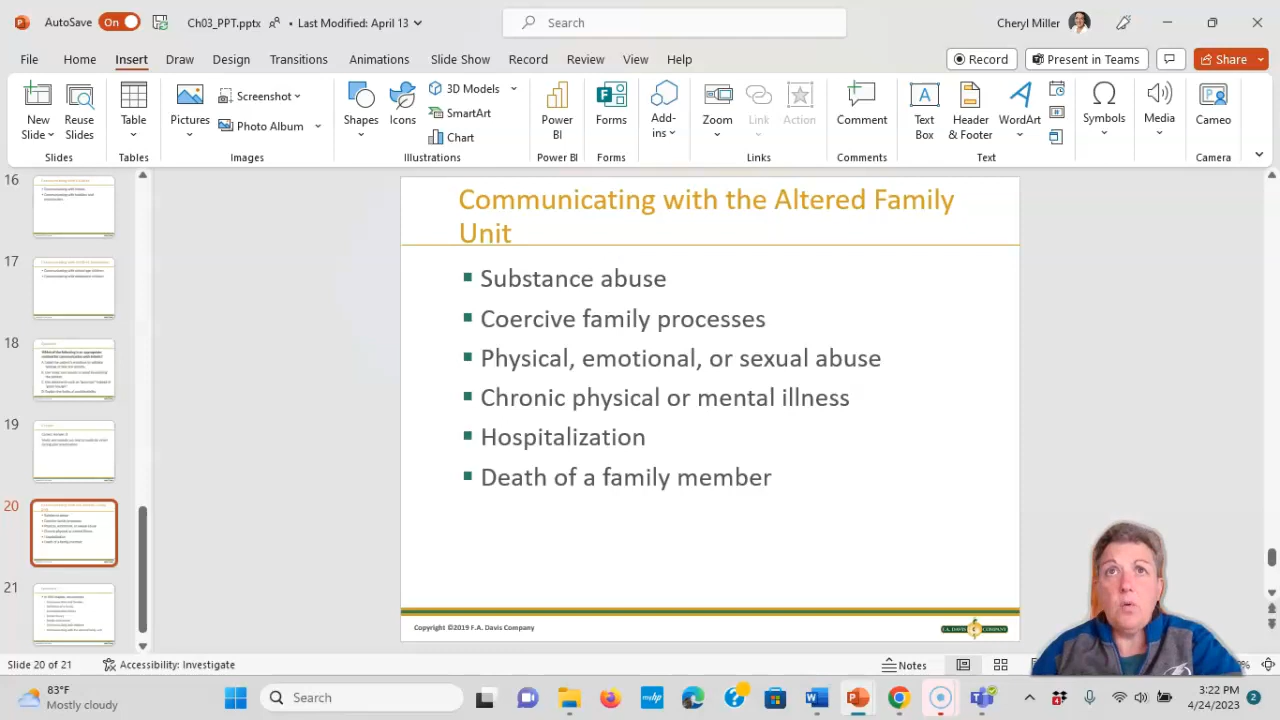 AutoSave On Ch03_PPT.pptx • Last Modified: April 13 Search Cheryl Miller
File Home Insert Draw Design Transitions Animations Slide Show Record Review View Help Record Present in Teams Share
New Slide Reuse Slides Table Pictures Screenshot Photo Album Shapes Icons 3D Models SmartArt Chart Power BI Forms Add-ins Zoom Link Action Comment Text Box Header & Footer WordArt Symbols Media Cameo
Slides Tables Images Illustrations Power BI Forms Links Comments Text Camera
16
17
18
19
20
21
Communicating with the Altered Family
Unit
Substance abuse
Coercive family processes
Physical, emotional, or sexual abuse
Chronic physical or mental illness
Hospitalization
Death of a family member
Copyright ©2019 F.A. Davis Company
F.A. DAVIS COMPANY
Slide 20 of 21 Accessibility: Investigate Notes
83°F
Mostly cloudy
Search
3:22 PM
4/24/2023
2